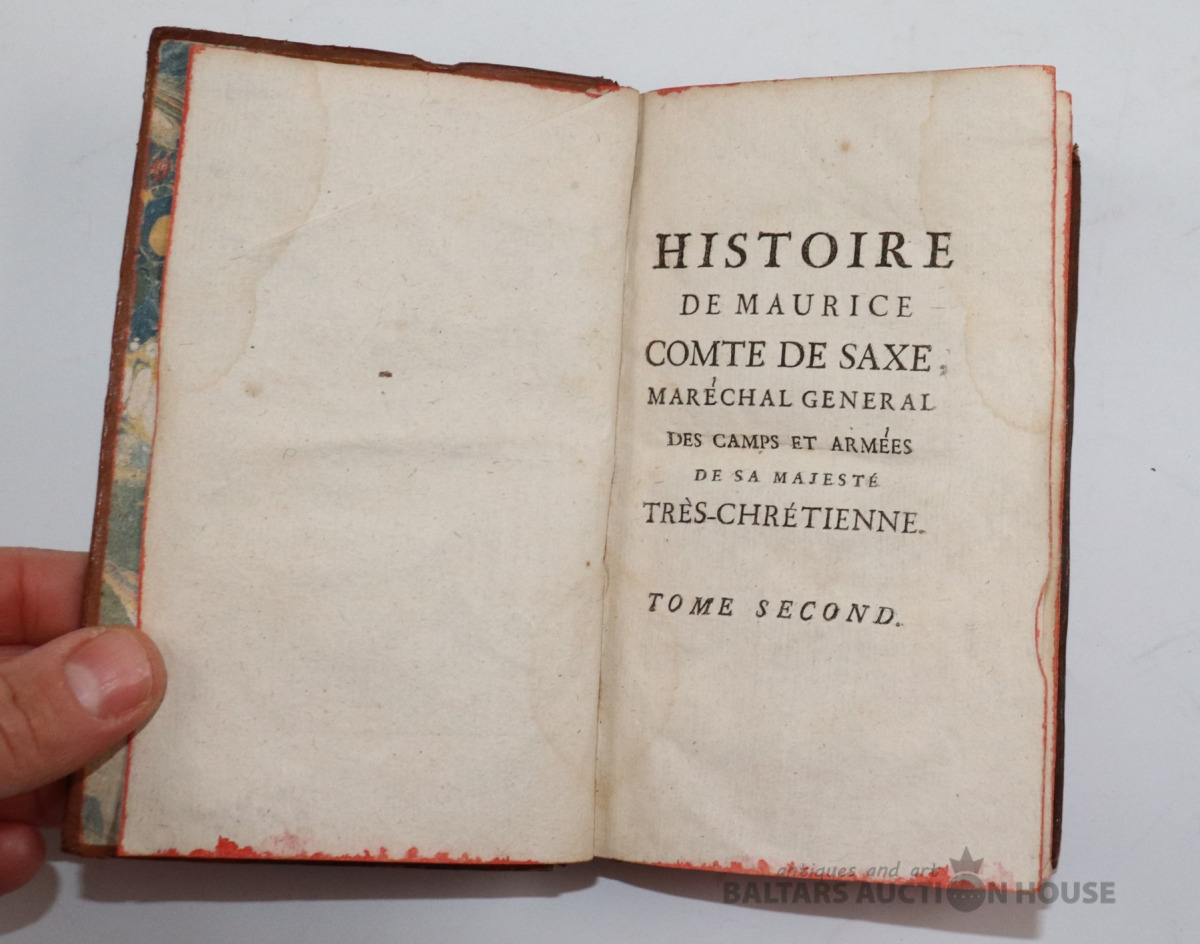 HISTOIRE
DE MAURICE
COMTE DE SAXE,
MARÉCHAL GENERAL
DES CAMPS ET ARMÉES
DE SA MAJESTÉ
TRÈS-CHRÉTIENNE.
TOME SECOND.
antiques and art
BALTARS AUCTION HOUSE